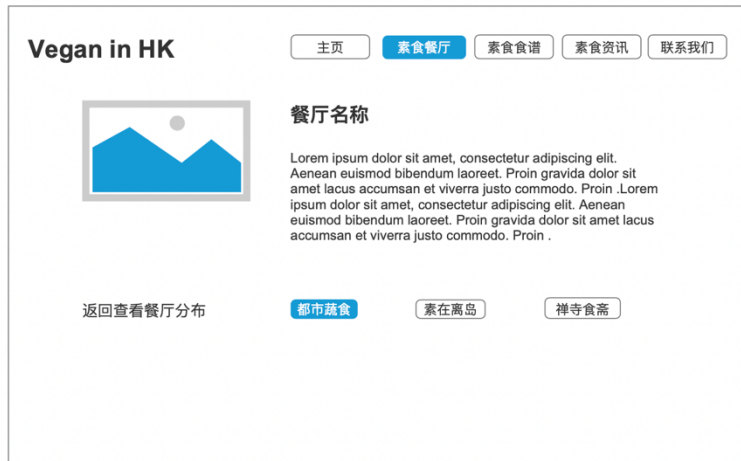 Vegan in HK
主页
素食餐厅
素食食谱
素食资讯
联系我们
餐厅名称
Lorem ipsum dolor sit amet, consectetur adipiscing elit.
Aenean euismod bibendum laoreet. Proin gravida dolor sit
amet lacus accumsan et viverra justo commodo. Proin .Lorem
ipsum dolor sit amet, consectetur adipiscing elit. Aenean
euismod bibendum laoreet. Proin gravida dolor sit amet lacus
accumsan et viverra justo commodo. Proin .
返回查看餐厅分布
都市蔬食
素在离岛
禅寺食斋